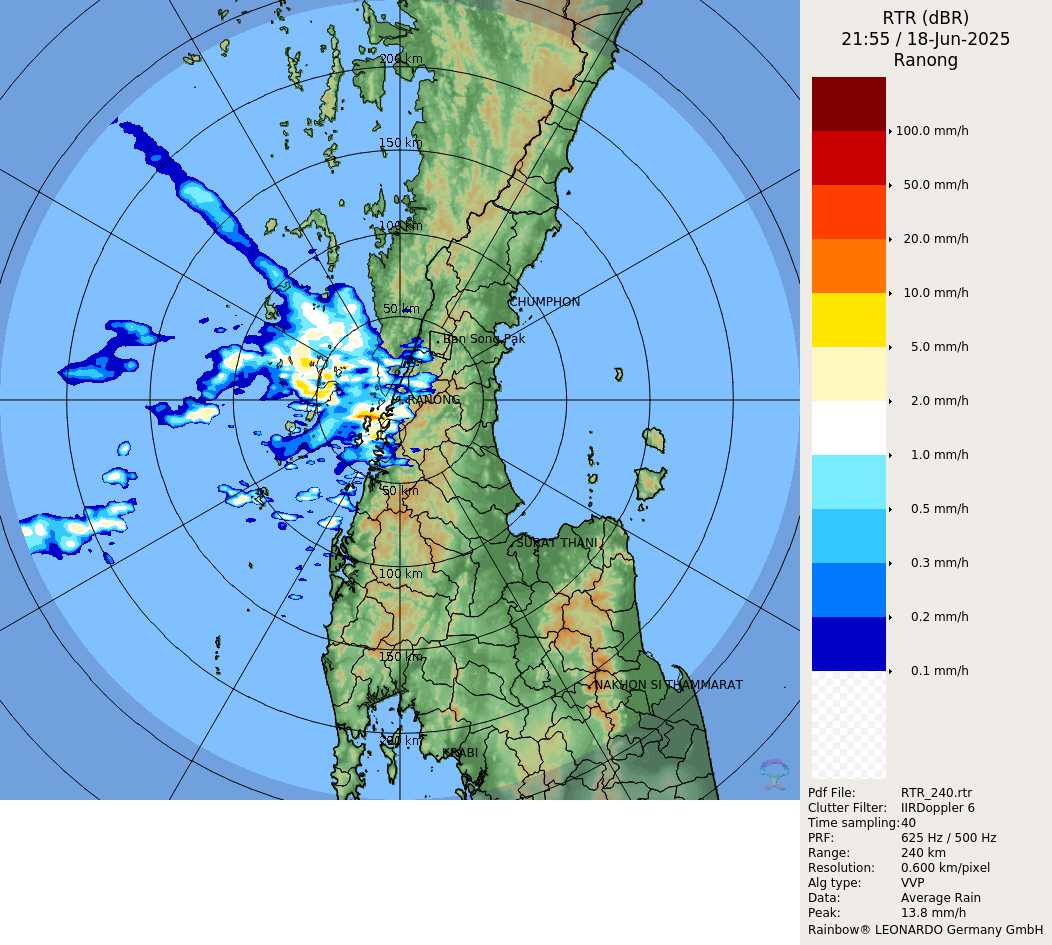 RTR (dBR)
21:55 / 18-Jun-2025
Ranong
200 km
150 km
100 km
50 km
CHUMPHON
Ban Song Pak
RANONG
50 km
SURAT THANI
100 km
150 km
NAKHON SI THAMMARAT
200 km
KRABI
100.0 mm/h
50.0 mm/h
20.0 mm/h
10.0 mm/h
5.0 mm/h
2.0 mm/h
1.0 mm/h
0.5 mm/h
0.3 mm/h
0.2 mm/h
0.1 mm/h
Pdf File: RTR_240.rtr
Clutter Filter: IIRDoppler 6
Time sampling:40
PRF: 625 Hz / 500 Hz
Range: 240 km
Resolution: 0.600 km/pixel
Alg type: VVP
Data: Average Rain
Peak: 13.8 mm/h
Rainbow® LEONARDO Germany GmbH